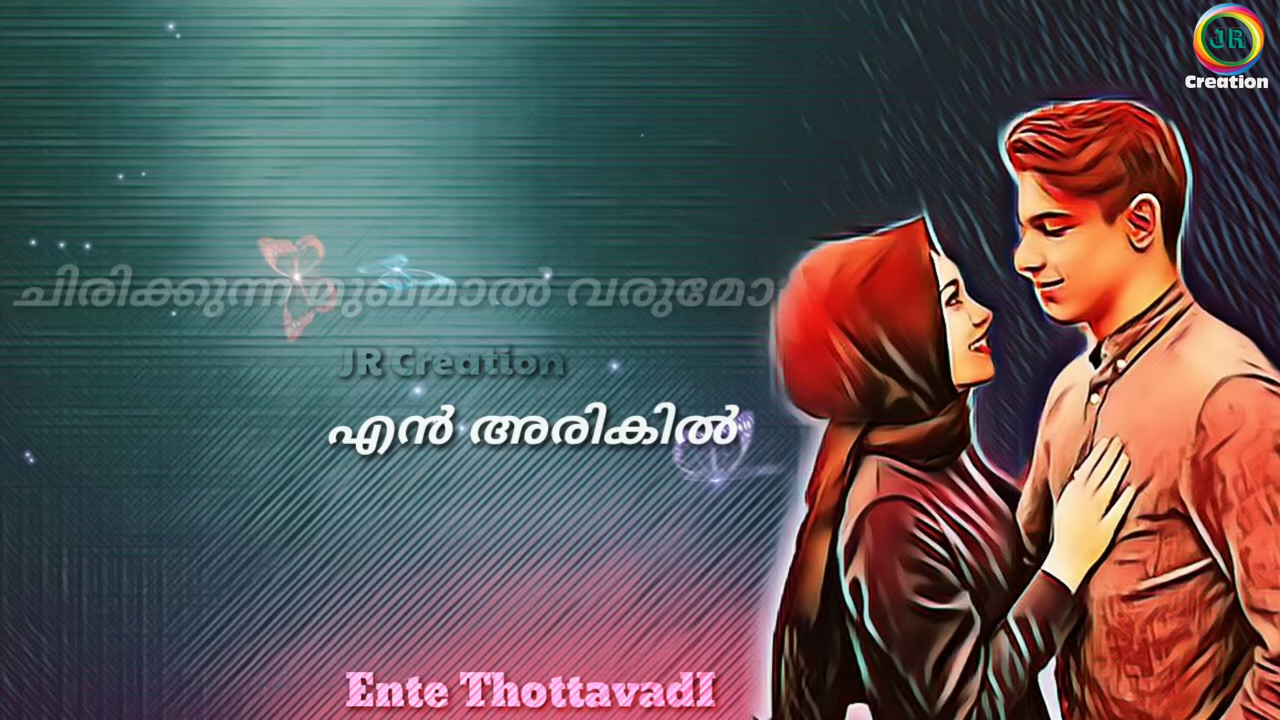 JR
Creation
ചിരിക്കുന്ന മുഖമാൽ വരുമോ
JR Creation
എൻ അരികിൽ
Ente ThottavadI